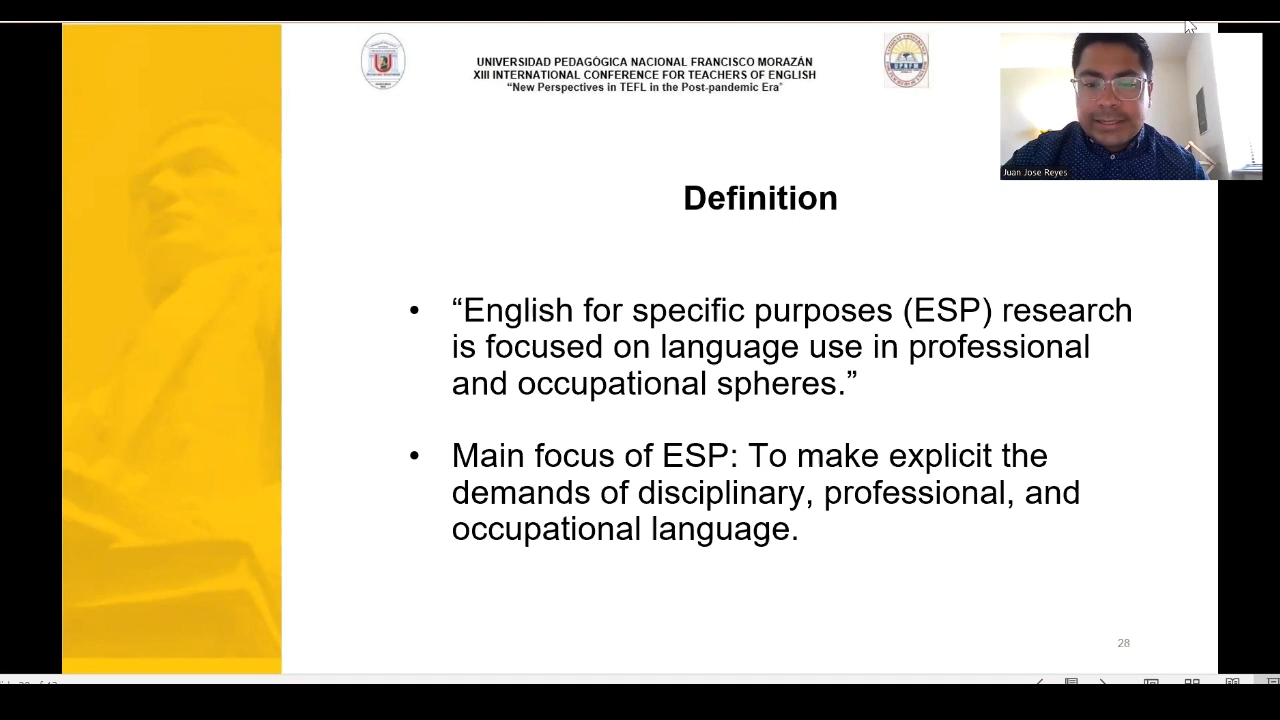 UNIVERSIDAD PEDAGÓGICA NACIONAL FRANCISCO MORAZÁN
XIII INTERNATIONAL CONFERENCE FOR TEACHERS OF ENGLISH
“New Perspectives in TEFL in the Post-pandemic Era”
Juan Jose Reyes
Definition
• “English for specific purposes (ESP) research
is focused on language use in professional
and occupational spheres.”
• Main focus of ESP: To make explicit the
demands of disciplinary, professional, and
occupational language.
28